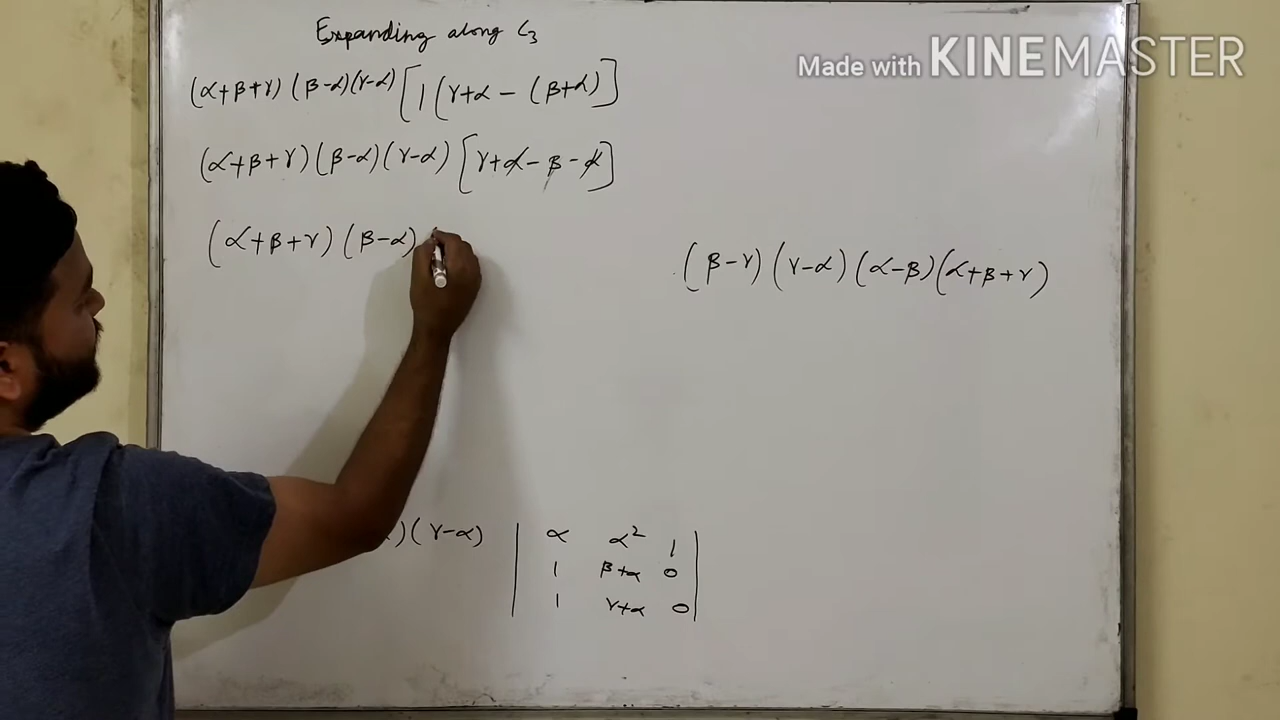 Expanding along C₃
Made with KINEMASTER
(α+β+γ) (β-α)(γ-α) [1(γ+α - (β+α)]
(α+β+γ) (β-α) (γ-α) [γ+α - β - α]
(α+β+γ) (β-α)
(β-γ) (γ-α) (α-β) (α+β+γ)
) (γ-α) | α α² 1 |
| 1 β+α 0 |
| 1 γ+α 0 |